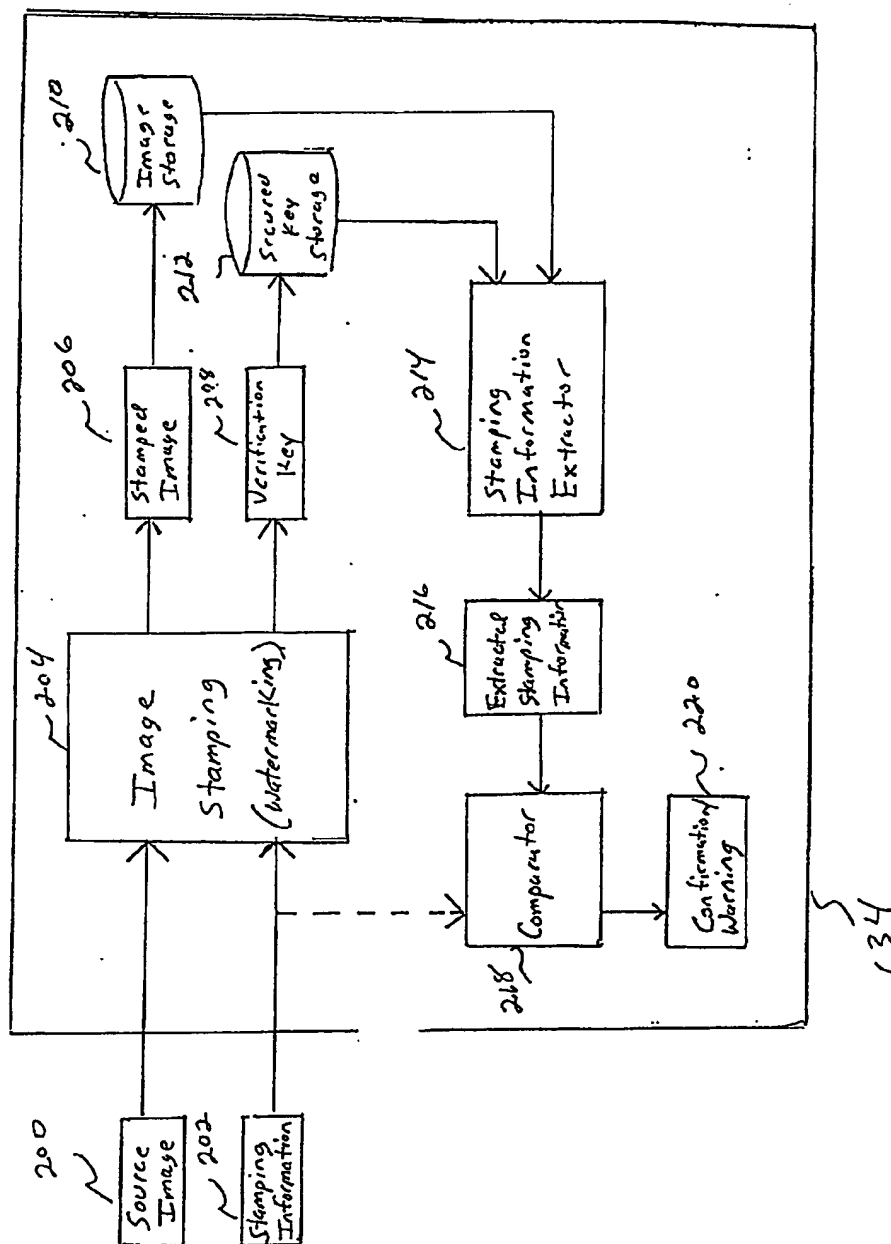 200
Source
Image
202
Stamping
Information
204
Image
Stamping
(Watermarking)
206
Stamped
Image
208
Verification
Key
210
Image
Storage
212
Secured
Key
Storage
214
Stamping
Information
Extractor
216
Extracted
Stamping
Information
218
Comparator
220
Confirmation/
Warning
134